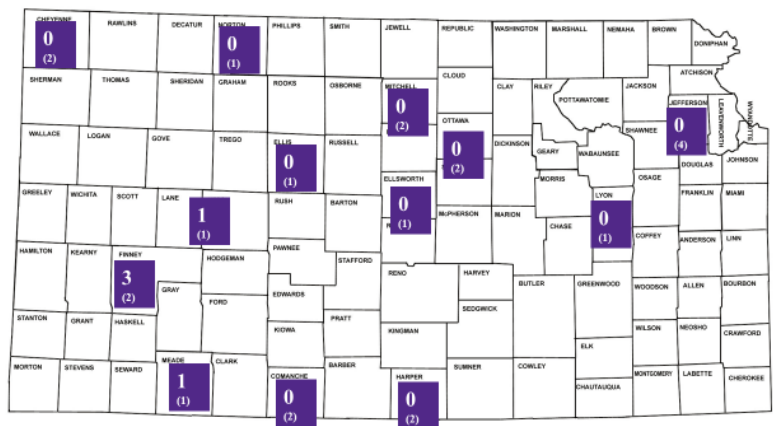 CHEYENNE
RAWLINS
DECATUR
NORTON
PHILLIPS
SMITH
JEWELL
REPUBLIC
WASHINGTON
MARSHALL
NEMAHA
BROWN
DONIPHAN
0
(2)
0
(1)
SHERMAN
THOMAS
SHERIDAN
GRAHAM
ROOKS
OSBORNE
MITCHELL
CLOUD
CLAY
RILEY
POTTAWATOMIE
JACKSON
ATCHISON
JEFFERSON
LEAVENWORTH
WYANDOTTE
0
(2)
OTTAWA
0
(2)
0
(4)
WALLACE
LOGAN
GOVE
TREGO
ELLIS
0
(1)
RUSSELL
DICKINSON
GEARY
WABAUNSEE
SHAWNEE
DOUGLAS
JOHNSON
GREELEY
WICHITA
SCOTT
LANE
1
(1)
RUSH
BARTON
ELLSWORTH
0
(1)
McPHERSON
MARION
MORRIS
CHASE
LYON
0
(1)
OSAGE
FRANKLIN
MIAMI
HAMILTON
KEARNY
FINNEY
3
(2)
HODGEMAN
PAWNEE
STAFFORD
RENO
HARVEY
BUTLER
GREENWOOD
COFFEY
ANDERSON
LINN
GRAY
FORD
EDWARDS
SEDGWICK
WOODSON
ALLEN
BOURBON
STANTON
GRANT
HASKELL
KIOWA
PRATT
KINGMAN
ELK
WILSON
NEOSHO
CRAWFORD
MORTON
STEVENS
SEWARD
MEADE
1
(1)
CLARK
COMANCHE
0
(2)
BARBER
HARPER
0
(2)
SUMNER
COWLEY
CHAUTAUQUA
MONTGOMERY
LABETTE
CHEROKEE